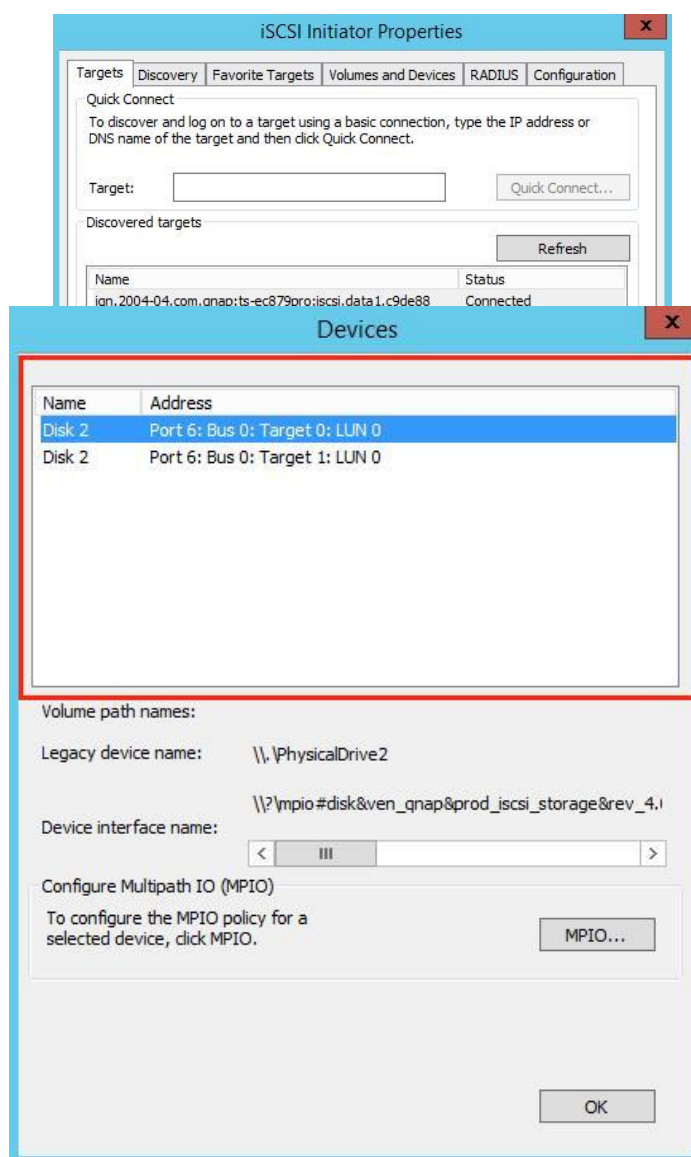 iSCSI Initiator Properties
x
Targets Discovery Favorite Targets Volumes and Devices RADIUS Configuration
Quick Connect
To discover and log on to a target using a basic connection, type the IP address or
DNS name of the target and then click Quick Connect.
Target:
Quick Connect...
Discovered targets
Refresh
Name Status
iqn.2004-04.com.qnap:ts-ec879pro:iscsi.data1.c9de88 Connected
Devices
x
Name Address
Disk 2 Port 6: Bus 0: Target 0: LUN 0
Disk 2 Port 6: Bus 0: Target 1: LUN 0
Volume path names:
Legacy device name: \\.\PhysicalDrive2
\\?\mpio#disk&ven_qnap&prod_iscsi_storage&rev_4.
Device interface name:
Configure Multipath IO (MPIO)
To configure the MPIO policy for a
selected device, click MPIO.
MPIO...
OK